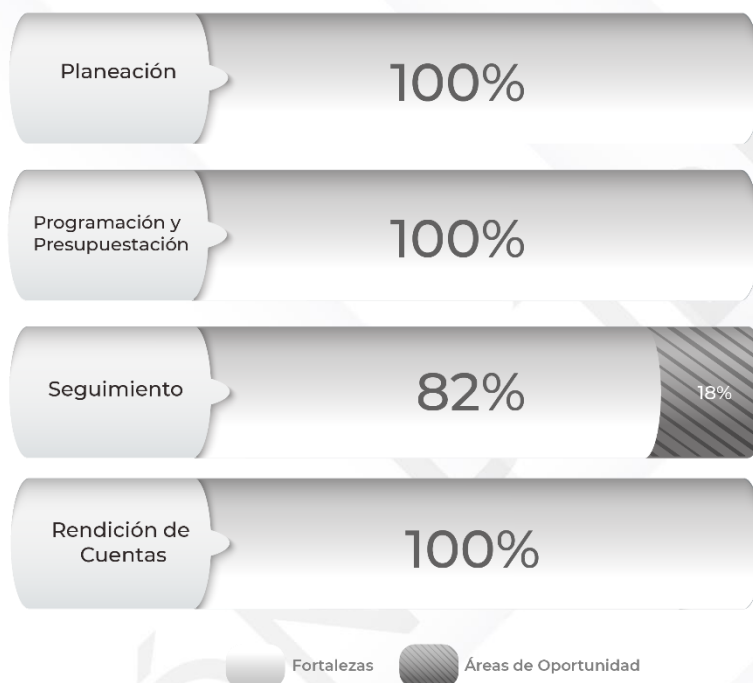 Planeación
100%
Programación y
Presupuestación
100%
Seguimiento
82%
18%
Rendición de
Cuentas
100%
Fortalezas
Áreas de Oportunidad